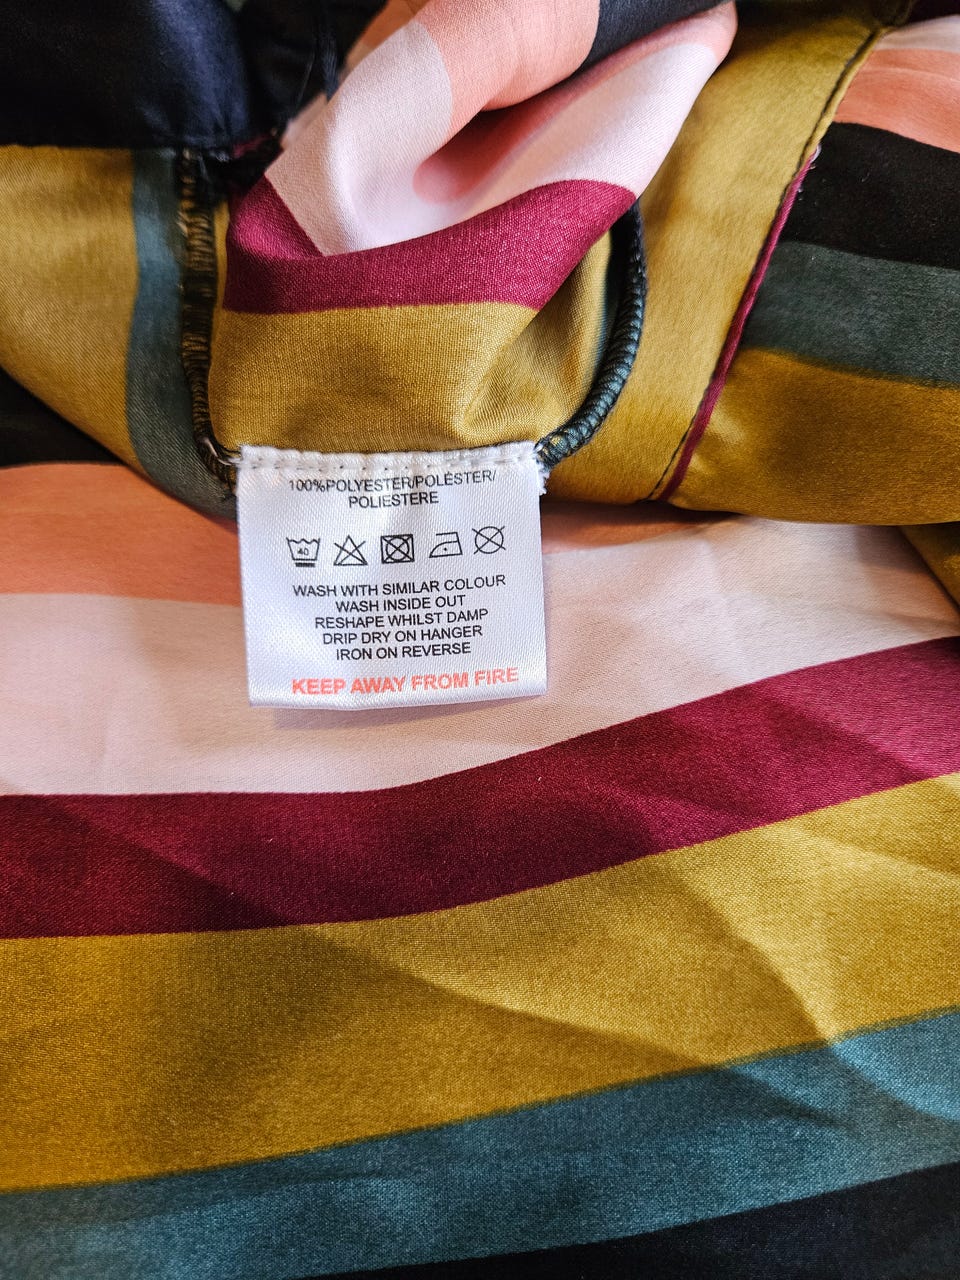 100%POLYESTER/POLÉSTER/
POLIESTERE
40
WASH WITH SIMILAR COLOUR
WASH INSIDE OUT
RESHAPE WHILST DAMP
DRIP DRY ON HANGER
IRON ON REVERSE
KEEP AWAY FROM FIRE